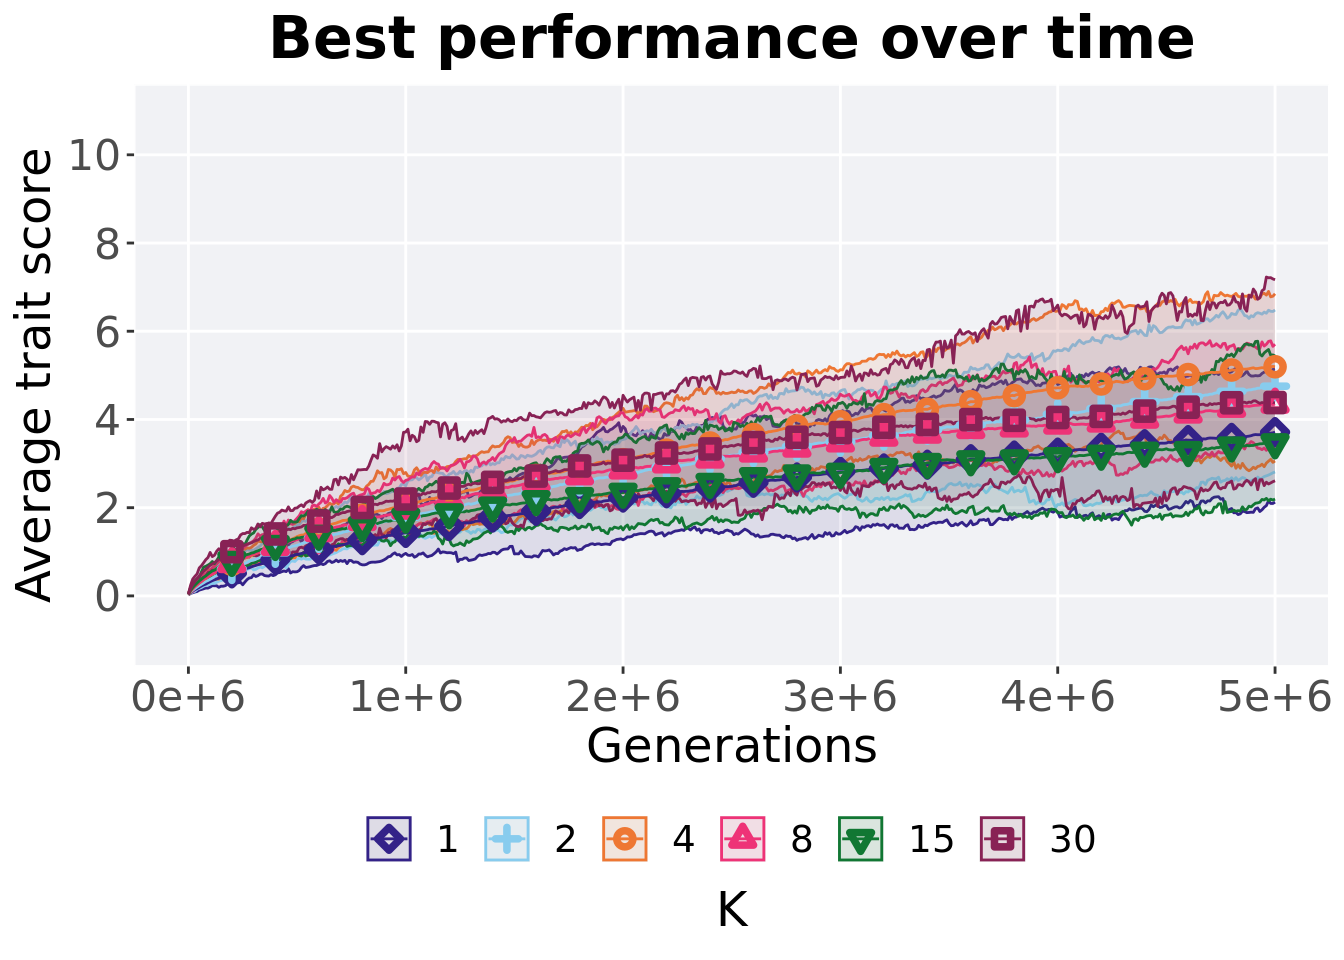 Best performance over time
Average trait score
10
8
6
4
2
0
0e+6 1e+6 2e+6 3e+6 4e+6 5e+6
Generations
1 2 4 8 15 30
K